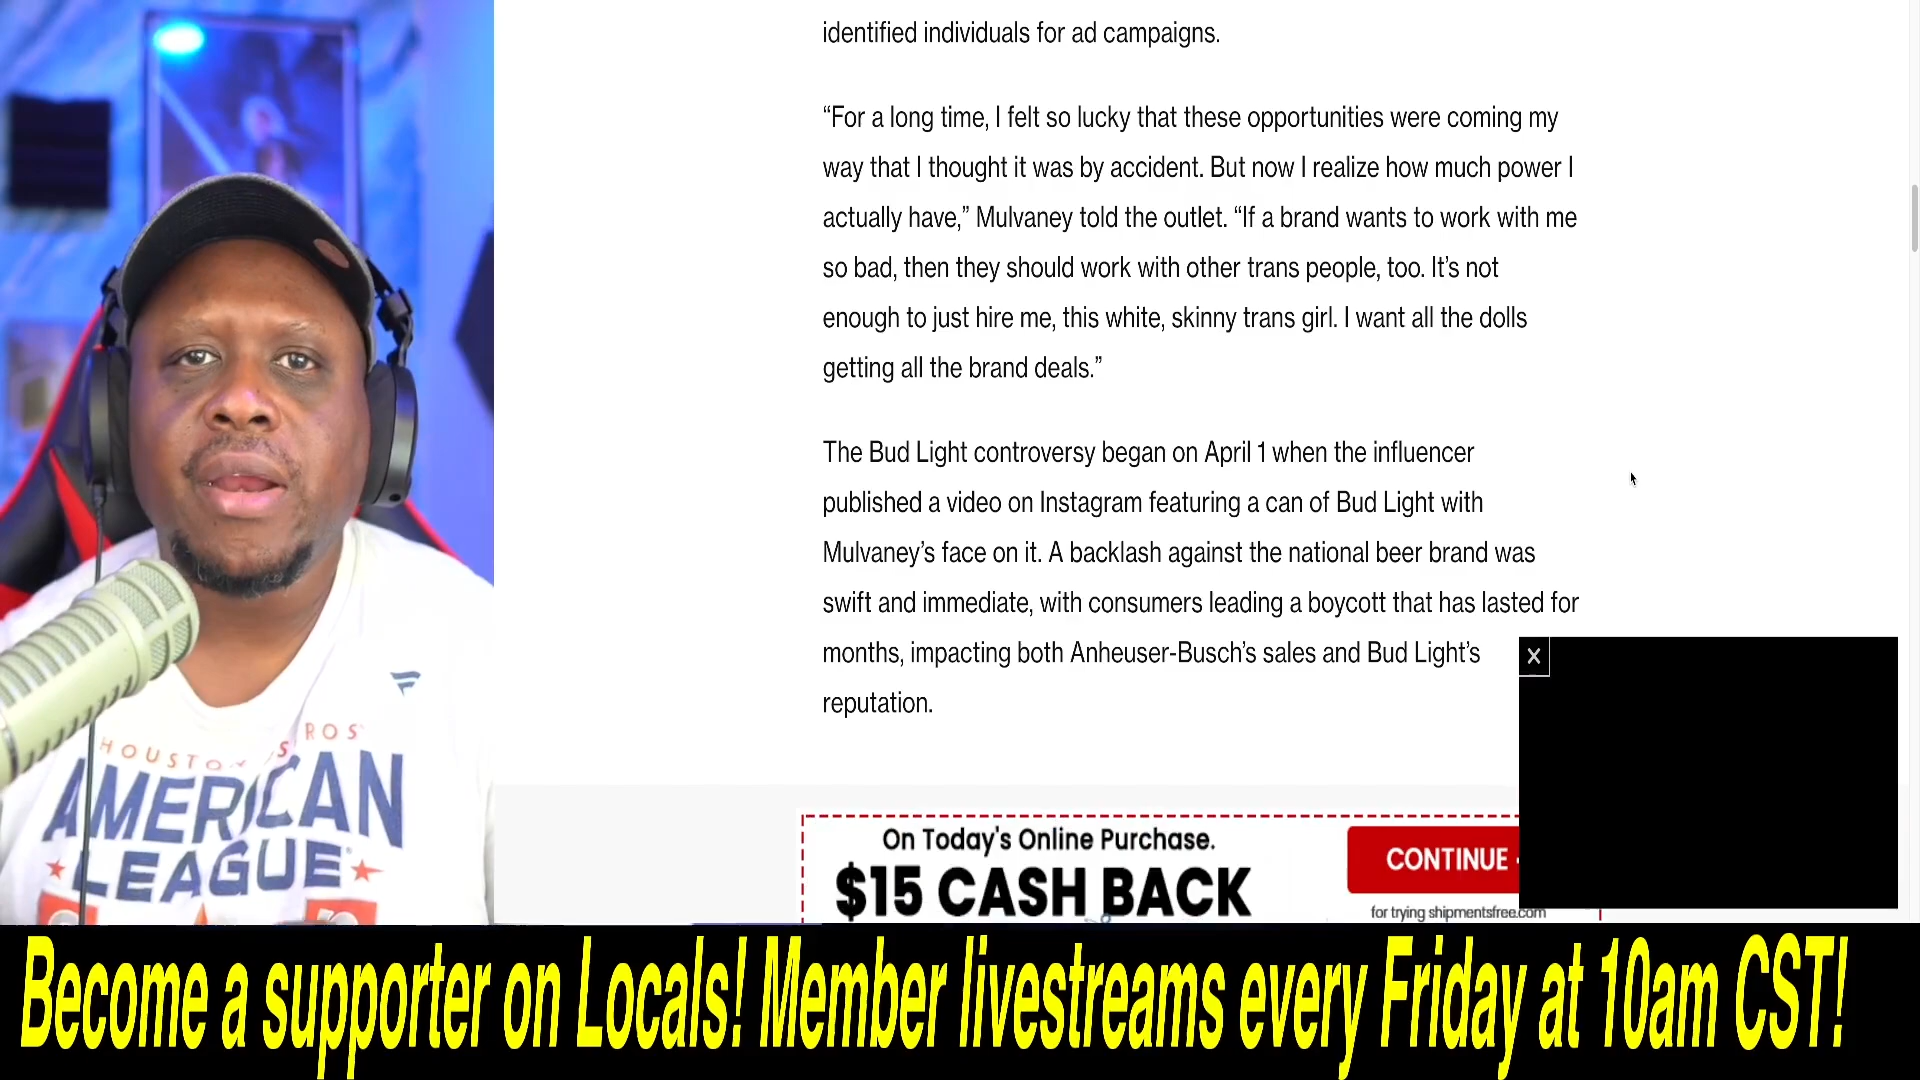 identified individuals for ad campaigns.
“For a long time, I felt so lucky that these opportunities were coming my
way that I thought it was by accident. But now I realize how much power I
actually have,” Mulvaney told the outlet. “If a brand wants to work with me
so bad, then they should work with other trans people, too. It’s not
enough to just hire me, this white, skinny trans girl. I want all the dolls
getting all the brand deals.”
The Bud Light controversy began on April 1 when the influencer
published a video on Instagram featuring a can of Bud Light with
Mulvaney’s face on it. A backlash against the national beer brand was
swift and immediate, with consumers leading a boycott that has lasted for
months, impacting both Anheuser-Busch’s sales and Bud Light’s
reputation.
X
On Today's Online Purchase.
$15 CASH BACK
CONTINUE
for trying shipmentsfree.com
AMERICAN
LEAGUE
Become a supporter on Locals! Member livestreams every Friday at 10am CST!